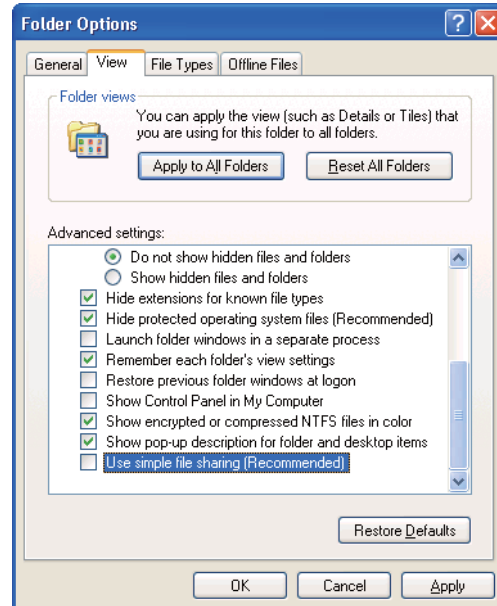 Folder Options
General
View
File Types
Offline Files
Folder views
You can apply the view (such as Details or Tiles) that
you are using for this folder to all folders.
Apply to All Folders
Reset All Folders
Advanced settings:
Do not show hidden files and folders
Show hidden files and folders
Hide extensions for known file types
Hide protected operating system files (Recommended)
Launch folder windows in a separate process
Remember each folder's view settings
Restore previous folder windows at logon
Show Control Panel in My Computer
Show encrypted or compressed NTFS files in color
Show pop-up description for folder and desktop items
Use simple file sharing (Recommended)
Restore Defaults
OK
Cancel
Apply